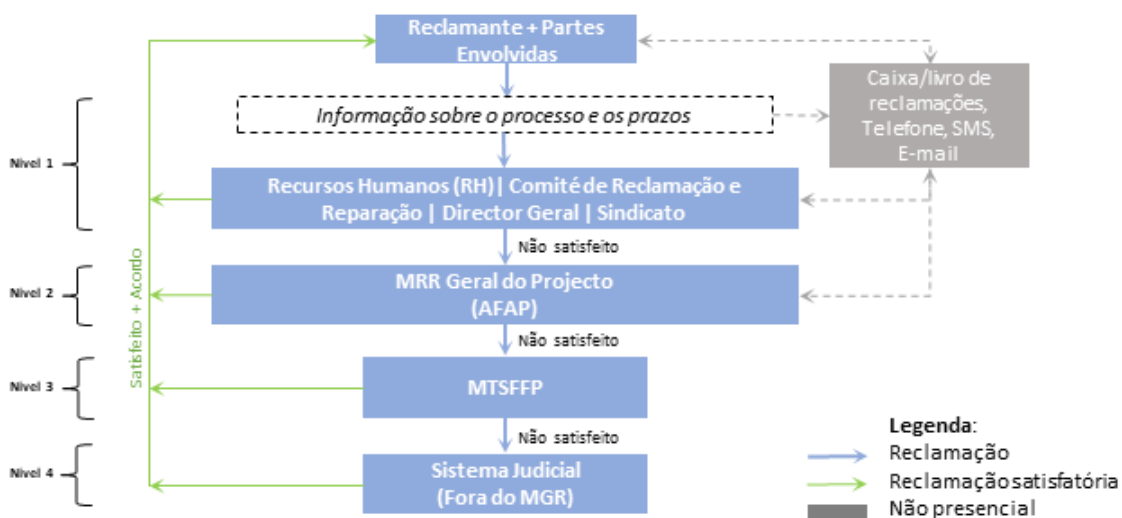 Reclamante + Partes
Envolvidas
Caixa/livro de
reclamações,
Telefone, SMS,
E-mail
Informação sobre o processo e os prazos
Nivel 1
Recursos Humanos (RH)| Comité de Reclamação e
Reparação | Director Geral | Sindicato
Não satisfeito
Nivel 2
MRR Geral do Projecto
(AFAP)
Satisfeito + Acordo
Não satisfeito
Nivel 3
MTSFFP
Não satisfeito
Nivel 4
Sistema Judicial
(Fora do MGR)
Legenda:
Reclamação
Reclamação satisfatória
Não presencial